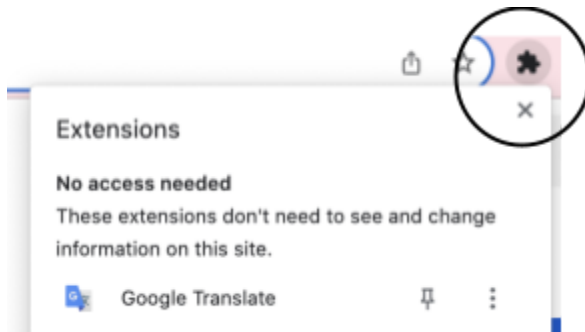 Extensions
No access needed
These extensions don't need to see and change
information on this site.
Google Translate